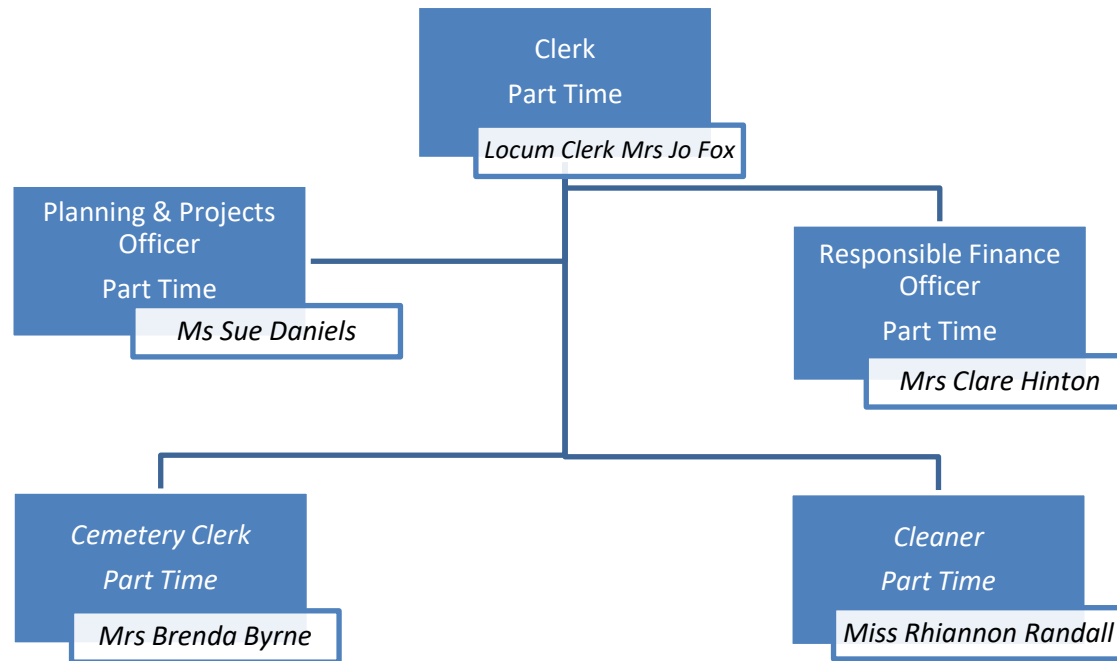 Clerk
Part Time
Locum Clerk Mrs Jo Fox
Planning & Projects
Officer
Part Time
Ms Sue Daniels
Responsible Finance
Officer
Part Time
Mrs Clare Hinton
Cemetery Clerk
Part Time
Mrs Brenda Byrne
Cleaner
Part Time
Miss Rhiannon Randall